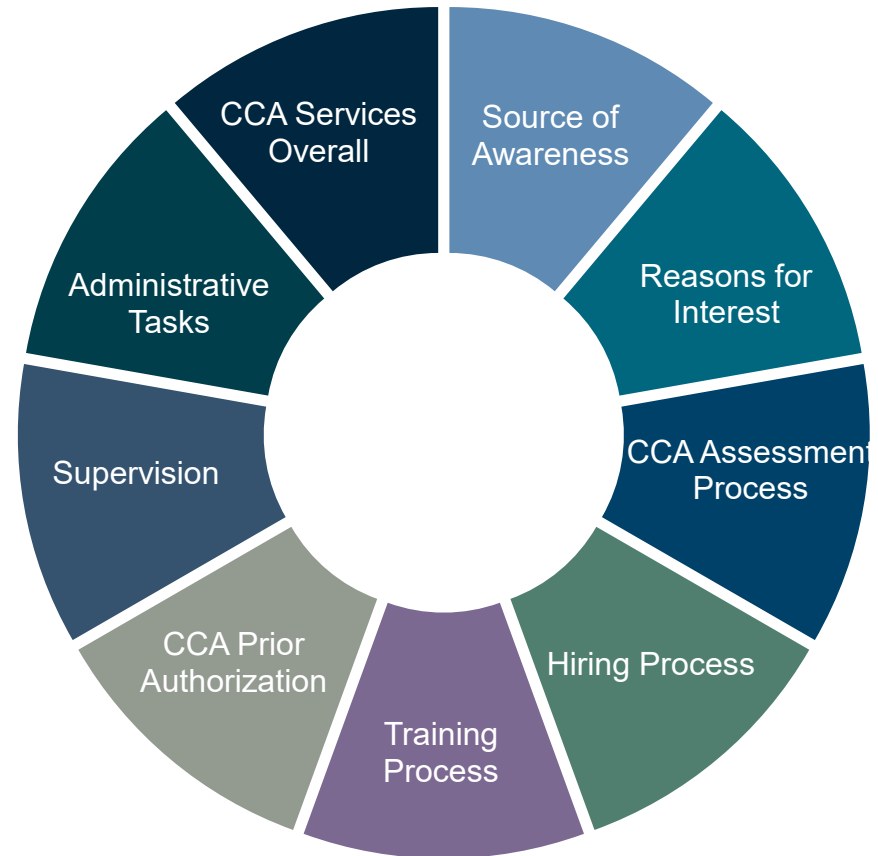 CCA Services
Overall
Source of
Awareness
Reasons for
Interest
CCA Assessment
Process
Hiring Process
Training
Process
CCA Prior
Authorization
Supervision
Administrative
Tasks